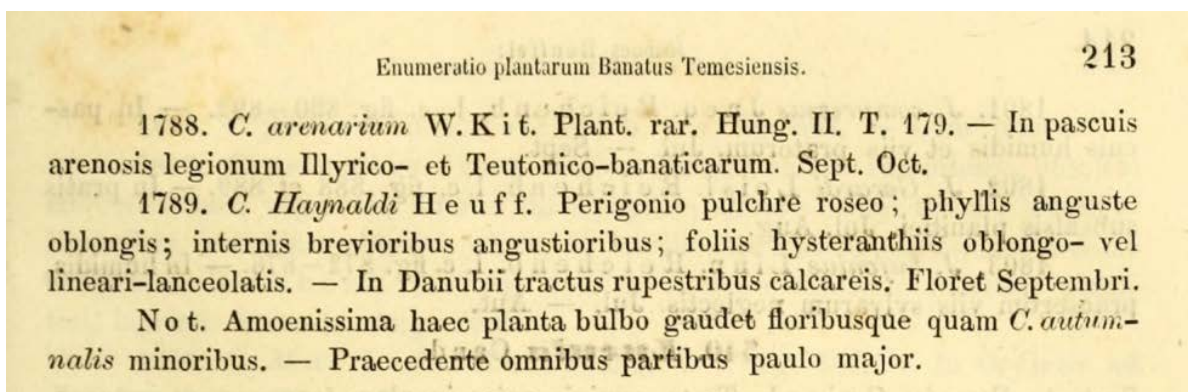 Enumeratio plantarum Banatus Temesiensis. 213
1788. C. arenarium W. Kit. Plant. rar. Hung. II. T. 179. — In pascuis
arenosis legionum Illyrico- et Teutonico-banaticarum. Sept. Oct.
1789. C. Haynaldi Heuff. Perigonio pulchre roseo; phyllis anguste
oblongis; internis brevioribus angustioribus; foliis hysteranthiis oblongo- vel
lineari-lanceolatis. — In Danubii tractus rupestribus calcareis. Floret Septembri.
Not. Amoenissima haec planta bulbo gaudet floribusque quam C. autum-
nalis minoribus. — Praecedente omnibus partibus paulo major.